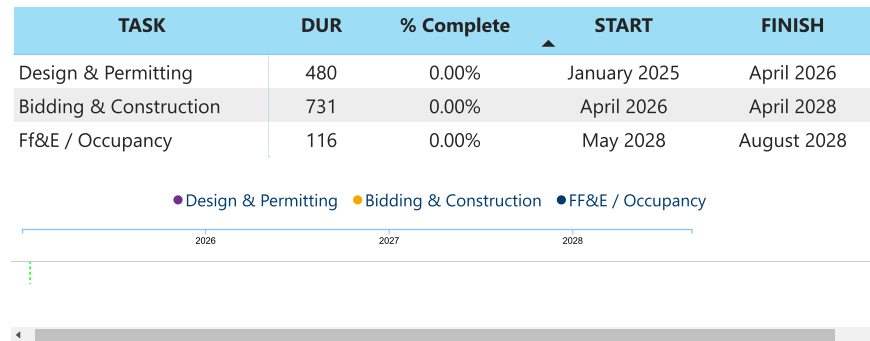 TASK DUR % Complete START FINISH
Design & Permitting 480 0.00% January 2025 April 2026
Bidding & Construction 731 0.00% April 2026 April 2028
Ff&E / Occupancy 116 0.00% May 2028 August 2028
Design & Permitting Bidding & Construction FF&E / Occupancy
2026 2027 2028